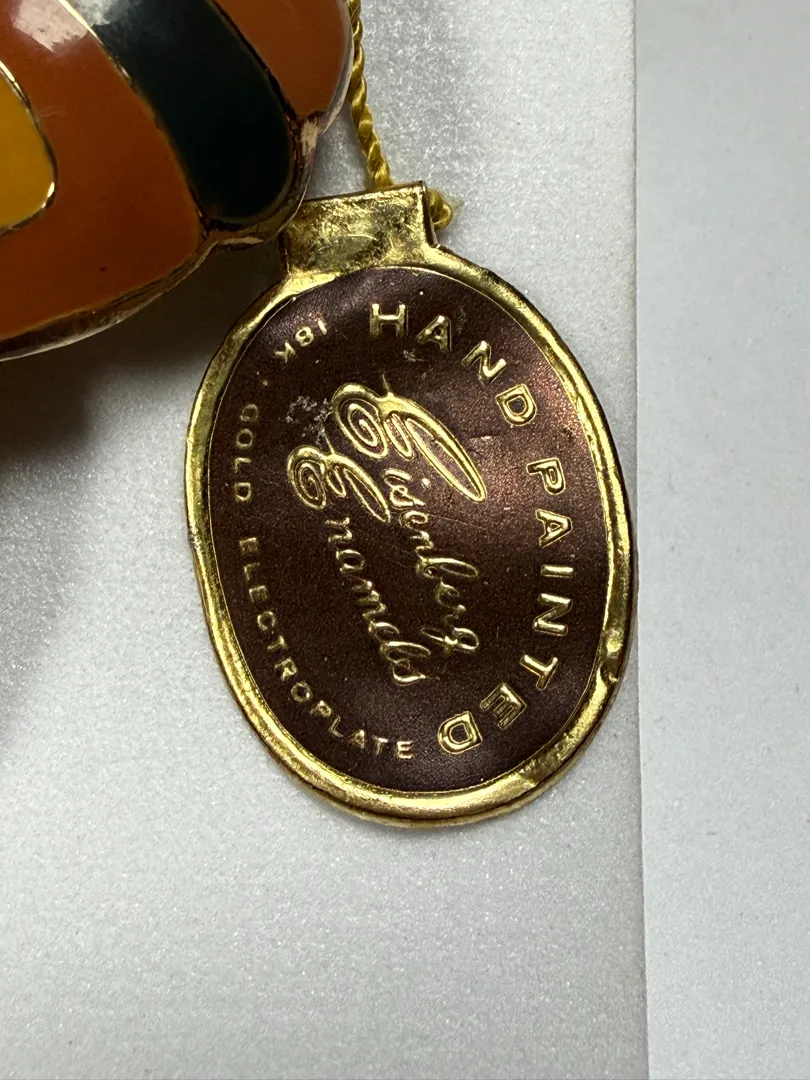 HAND PAINTED
Eisenberg
Enamels
18K. GOLD ELECTROPLATE